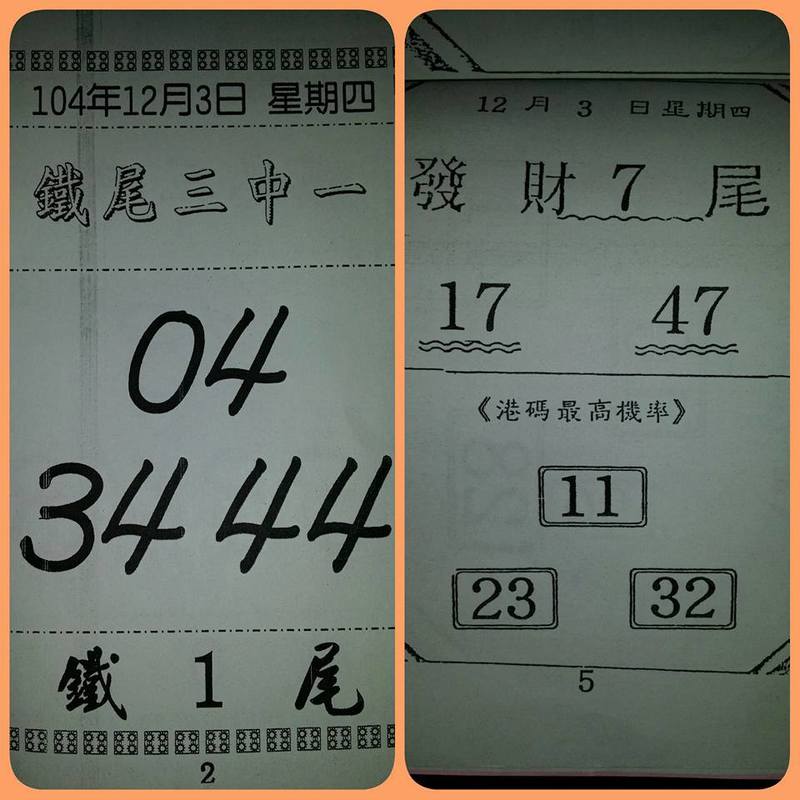 104年12月3日 星期四
鐵尾三中一
04
34 44
鐵 1 尾
2
12 月 3 日星期四
發 財 7 尾
17 47
《港碼最高機率》
11
23 32
5